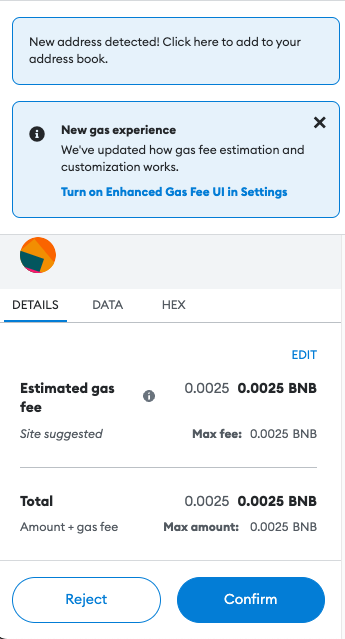 New address detected! Click here to add to your
address book.
New gas experience
We've updated how gas fee estimation and
customization works.
Turn on Enhanced Gas Fee UI in Settings
DETAILS DATA HEX
EDIT
Estimated gas
fee
0.0025 0.0025 BNB
Site suggested Max fee: 0.0025 BNB
Total 0.0025 0.0025 BNB
Amount + gas fee Max amount: 0.0025 BNB
Reject Confirm